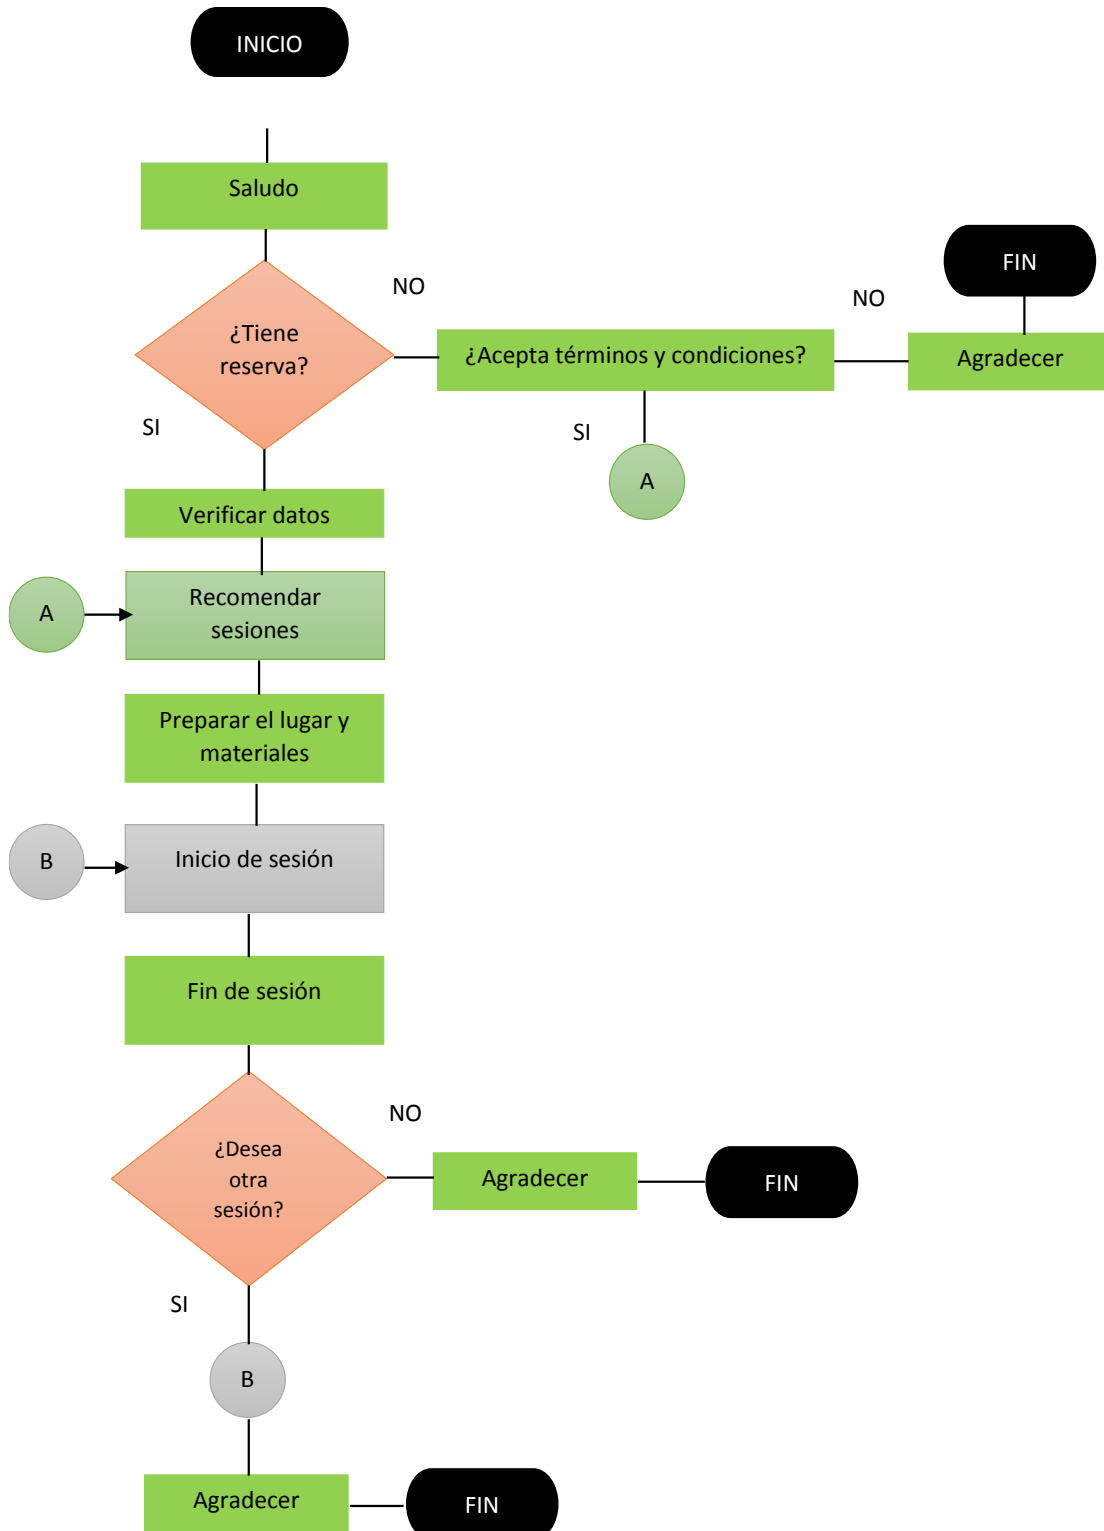 INICIO
Saludo
FIN
NO
NO
¿Tiene
reserva?
¿Acepta términos y condiciones?
Agradecer
SI
SI
A
Verificar datos
A
Recomendar
sesiones
Preparar el lugar y
materiales
B
Inicio de sesión
Fin de sesión
NO
¿Desea
otra
sesión?
Agradecer
FIN
SI
B
Agradecer
FIN